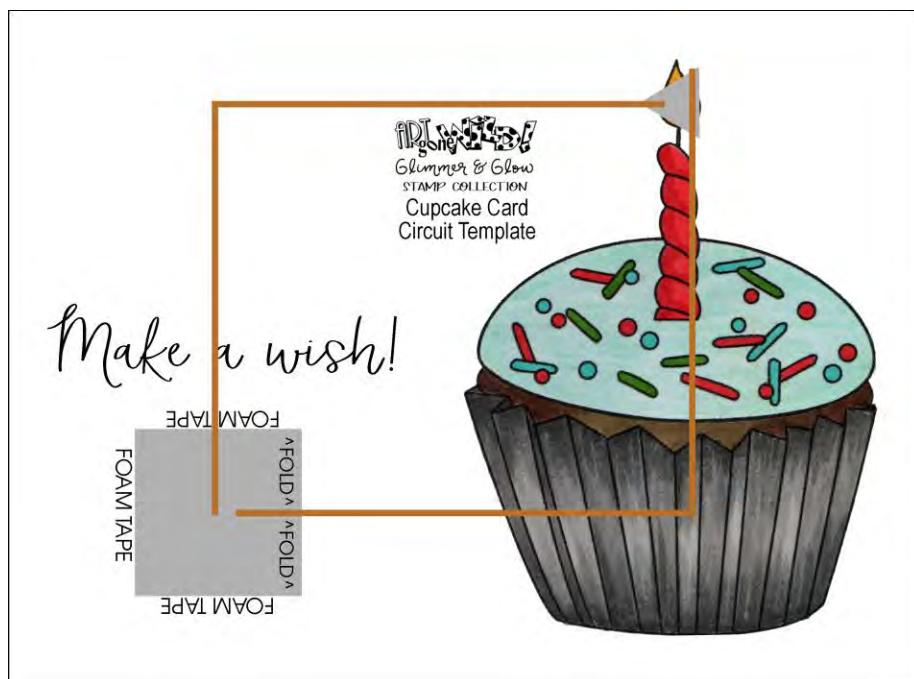 ART gone WILD!
Glimmer & Glow
STAMP COLLECTION
Cupcake Card
Circuit Template
Make a wish!
FOAM TAPE
FOAM TAPE
^FOLD^ ^FOLD^
FOAM TAPE